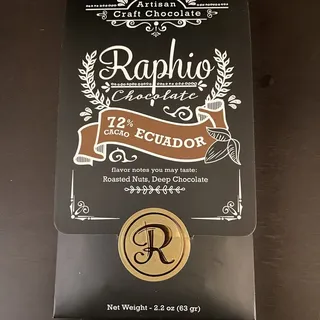 Artisan
Craft Chocolate
Raphio
Chocolate
72%
CACAO
ECUADOR
flavor notes you may taste:
Roasted Nuts, Deep Chocolate
R
Net Weight - 2.2 oz (63 gr)